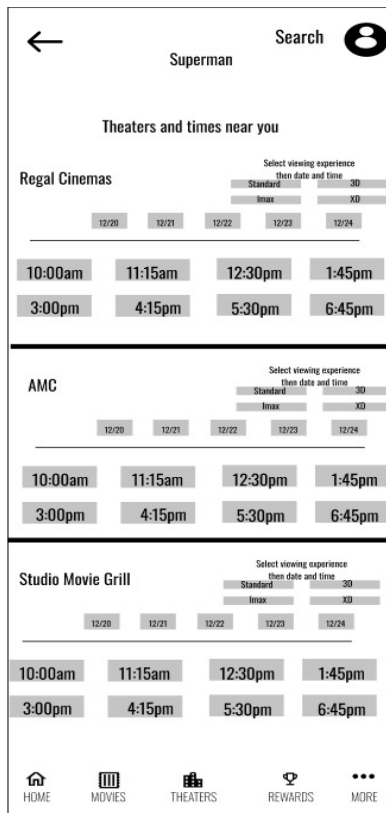 Search
Superman
Theaters and times near you
Regal Cinemas
Select viewing experience
then date and time
Standard 3D
Imax XD
12/20 12/21 12/22 12/23 12/24
10:00am 11:15am 12:30pm 1:45pm
3:00pm 4:15pm 5:30pm 6:45pm
AMC
Select viewing experience
then date and time
Standard 3D
Imax XD
12/20 12/21 12/22 12/23 12/24
10:00am 11:15am 12:30pm 1:45pm
3:00pm 4:15pm 5:30pm 6:45pm
Studio Movie Grill
Select viewing experience
then date and time
Standard 3D
Imax XD
12/20 12/21 12/22 12/23 12/24
10:00am 11:15am 12:30pm 1:45pm
3:00pm 4:15pm 5:30pm 6:45pm
HOME MOVIES THEATERS REWARDS MORE